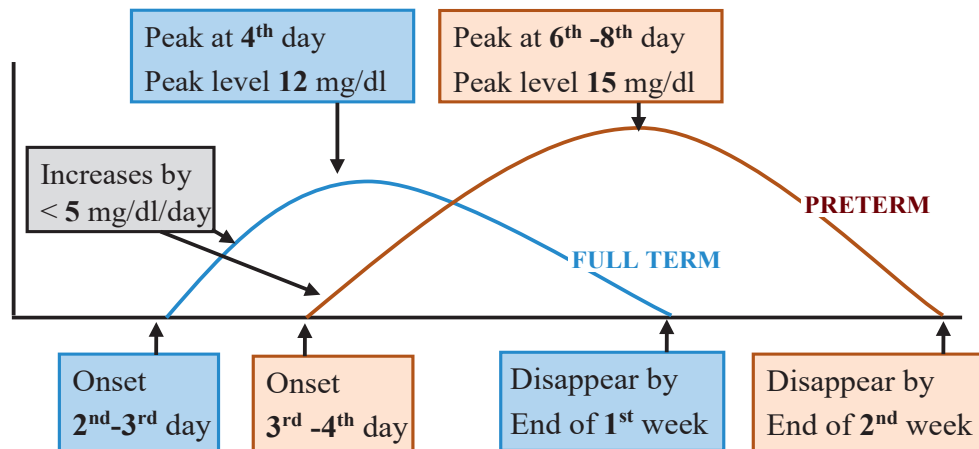 Peak at 4th day
Peak level 12 mg/dl
Peak at 6th -8th day
Peak level 15 mg/dl
Increases by
< 5 mg/dl/day
PRETERM
FULL TERM
Onset
2nd-3rd day
Onset
3rd -4th day
Disappear by
End of 1st week
Disappear by
End of 2nd week